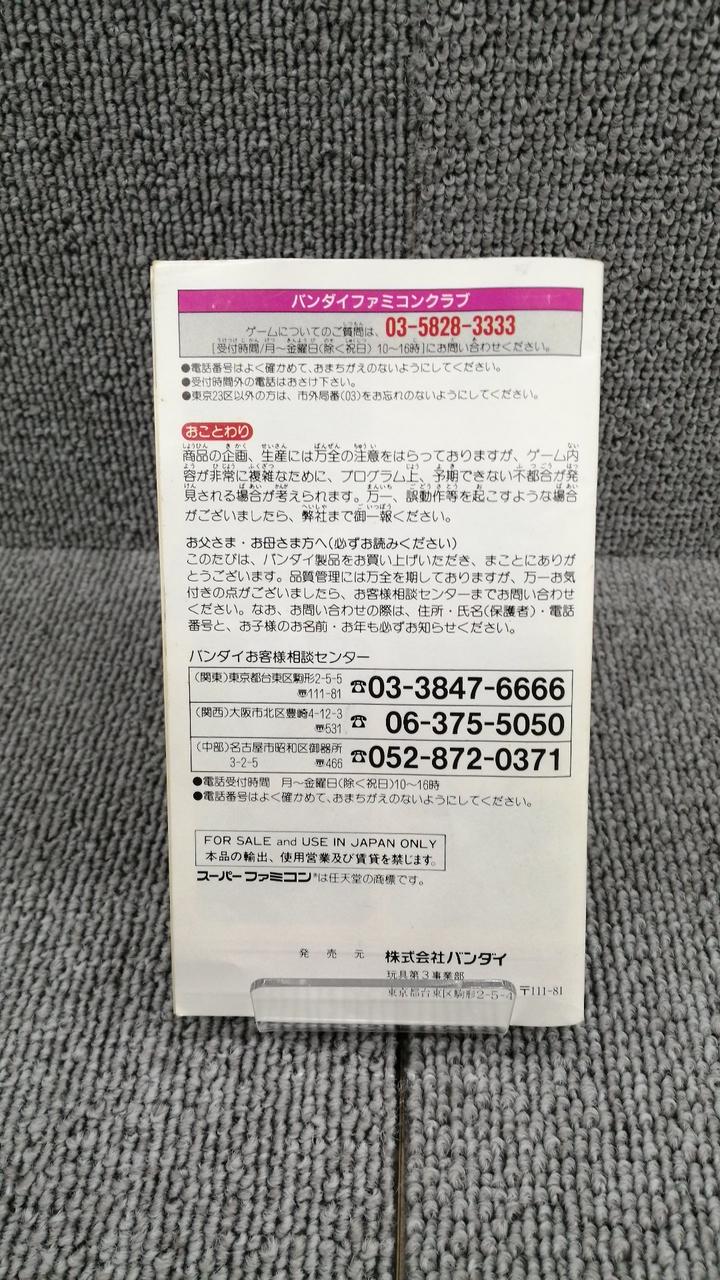 バンダイファミコンクラブ
ゲームについてのご質問は、03-5828-3333
[受付時間/月〜金曜日(除く祝日)10〜16時]にお問い合わせください。
●電話番号はよく確かめて、おまちがえのないようにしてください。
●受付時間外の電話はおさけ下さい。
●東京23区以外の方は、市外局番(03)をお忘れのないようにしてください。
おことわり
商品の企画、生産には万全の注意をはらっておりますが、ゲーム内
容が非常に複雑なために、プログラム上、予期できない不都合が発
見される場合が考えられます。万一、誤動作等を起こすような場合
がございましたら、弊社まで御一報ください。
お父さま・お母さま方へ(必ずお読みください)
このたびは、バンダイ製品をお買い上げいただき、まことにありが
とうございます。品質管理には万全を期しておりますが、万一お気
付きの点がございましたら、お客様相談センターまでお問い合わせ
ください。なお、お問い合わせの際は、住所・氏名(保護者)・電話
番号と、お子様のお名前・お年も必ずお知らせください。
バンダイお客様相談センター
(関東)東京都台東区駒形2-5-5
〠111-81 ☎03-3847-6666
(関西)大阪市北区豊崎4-12-3
〠531 ☎06-375-5050
(中部)名古屋市昭和区御器所
3-2-5 〠466 ☎052-872-0371
●電話受付時間 月〜金曜日(除く祝日)10〜16時
●電話番号はよく確かめて、おまちがえのないようにしてください。
FOR SALE and USE IN JAPAN ONLY
本品の輸出、使用営業及び賃貸を禁じます。
スーパーファミコン®は任天堂の商標です。
発売元 株式会社バンダイ
玩具第3事業部
東京都台東区駒形2-5-4 〒111-81